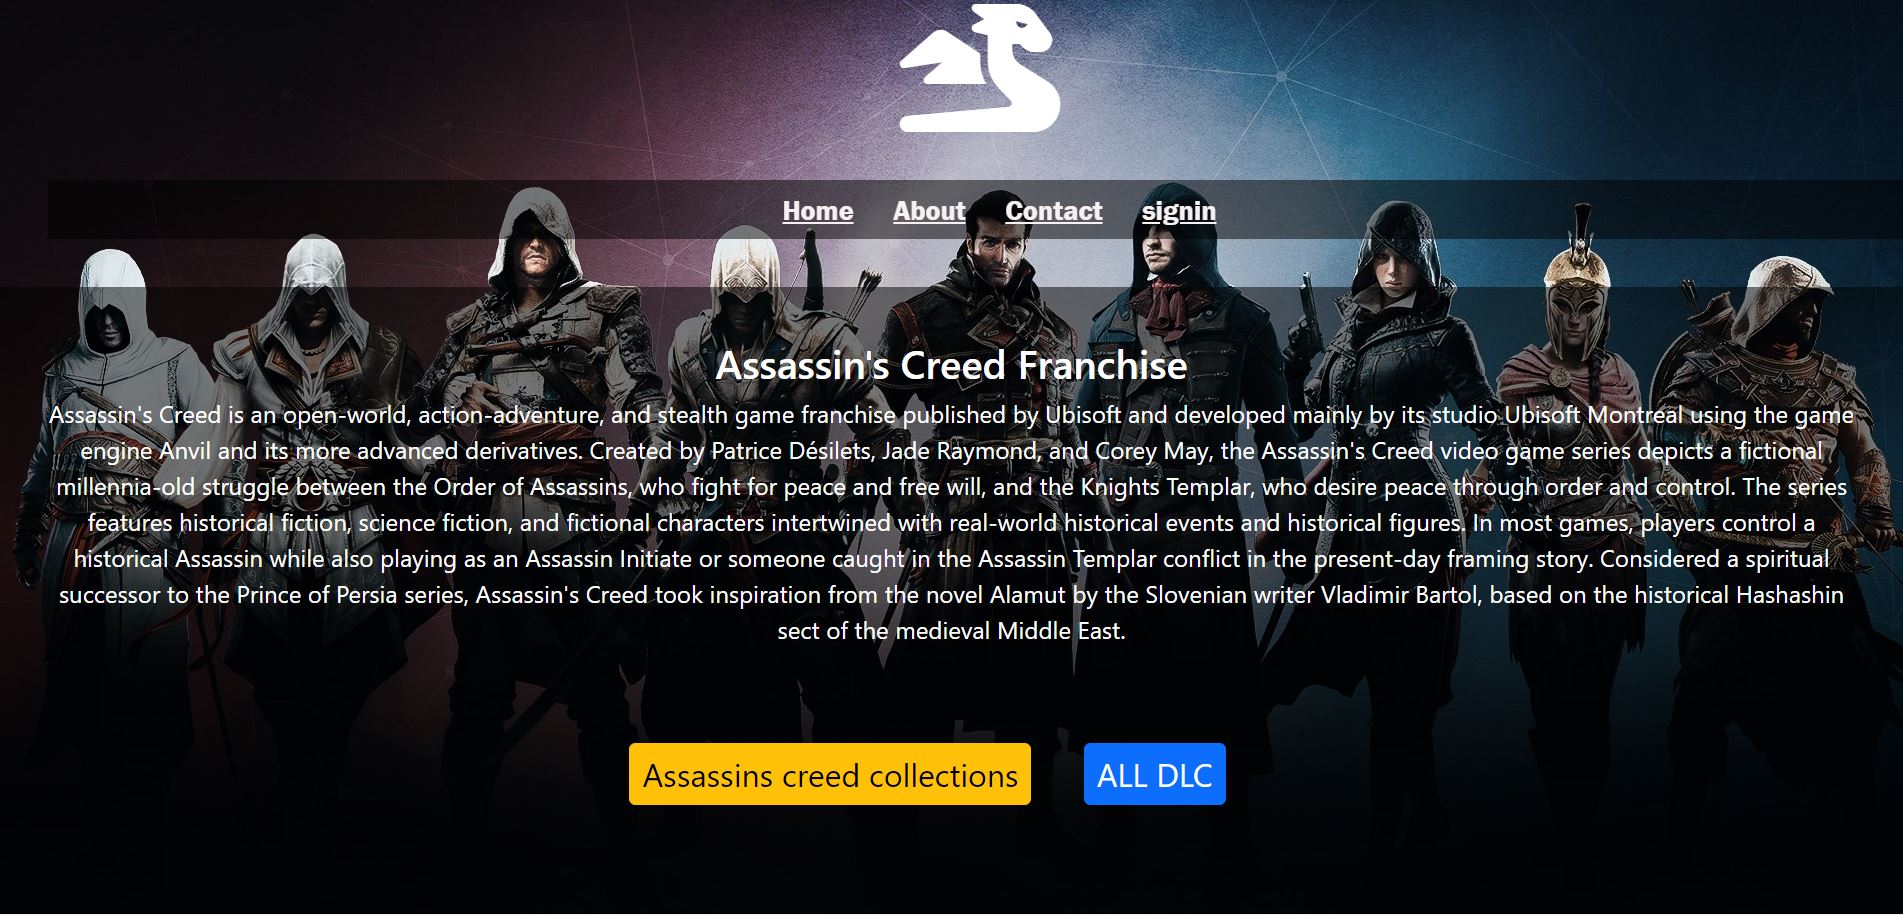 Home About Contact signin
Assassin's Creed Franchise
Assassin's Creed is an open-world, action-adventure, and stealth game franchise published by Ubisoft and developed mainly by its studio Ubisoft Montreal using the game
engine Anvil and its more advanced derivatives. Created by Patrice Désilets, Jade Raymond, and Corey May, the Assassin's Creed video game series depicts a fictional
millennia-old struggle between the Order of Assassins, who fight for peace and free will, and the Knights Templar, who desire peace through order and control. The series
features historical fiction, science fiction, and fictional characters intertwined with real-world historical events and historical figures. In most games, players control a
historical Assassin while also playing as an Assassin Initiate or someone caught in the Assassin Templar conflict in the present-day framing story. Considered a spiritual
successor to the Prince of Persia series, Assassin's Creed took inspiration from the novel Alamut by the Slovenian writer Vladimir Bartol, based on the historical Hashashin
sect of the medieval Middle East.
Assassins creed collections ALL DLC